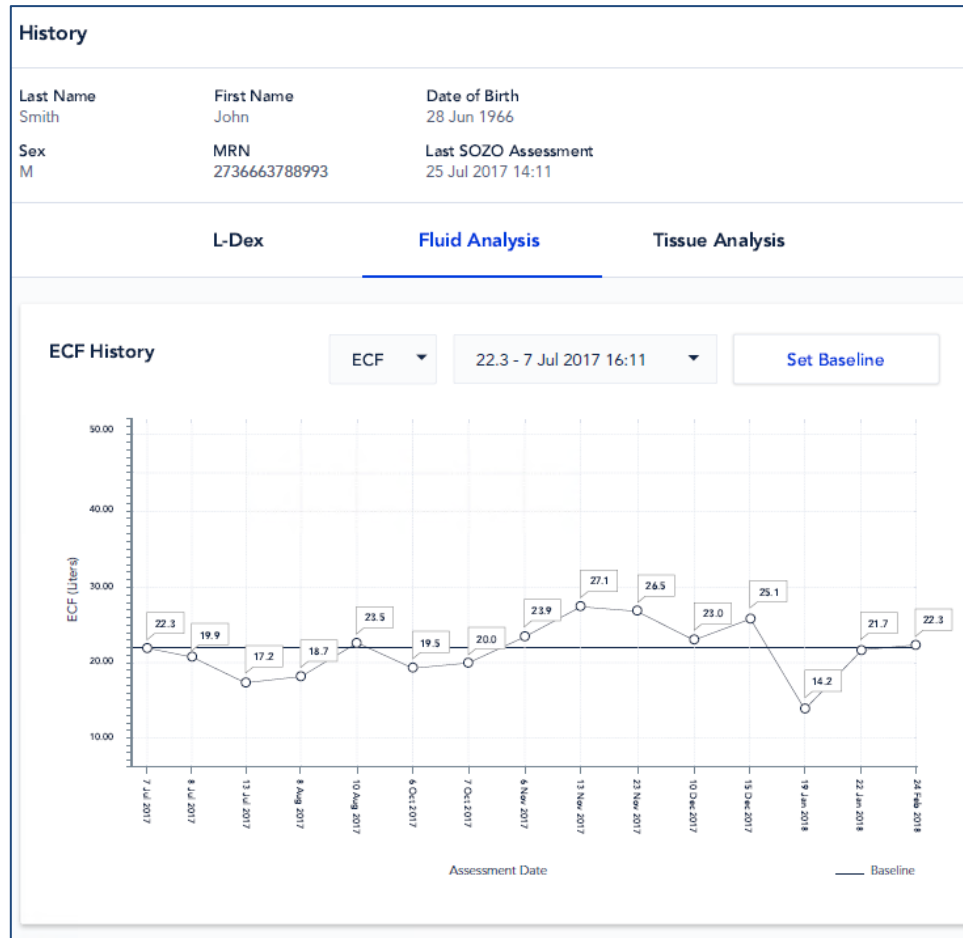 History
Last Name First Name Date of Birth
Smith John 28 Jun 1966
Sex MRN Last SOZO Assessment
M 2736663788993 25 Jul 2017 14:11
L-Dex Fluid Analysis Tissue Analysis
ECF History ECF 22.3 - 7 Jul 2017 16:11 Set Baseline
50.00
40.00
30.00
20.00
10.00
ECF (Liters)
22.3 19.9 17.2 18.7 23.5 19.5 20.0 23.9 27.1 26.5 23.0 25.1 14.2 21.7 22.3
7 Jul 2017
8 Jul 2017
13 Jul 2017
8 Aug 2017
10 Aug 2017
6 Oct 2017
7 Oct 2017
6 Nov 2017
13 Nov 2017
23 Nov 2017
10 Dec 2017
15 Dec 2017
19 Jan 2018
22 Jan 2018
24 Feb 2018
Assessment Date
Baseline